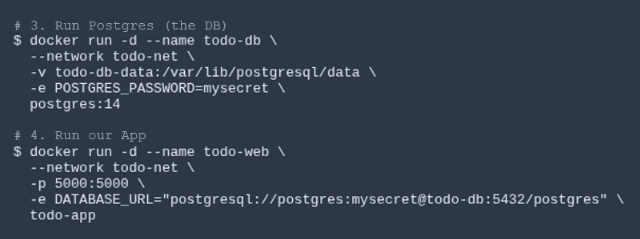 # 3. Run Postgres (the DB)
$ docker run -d --name todo-db \
--network todo-net \
-v todo-db-data:/var/lib/postgresql/data \
-e POSTGRES_PASSWORD=mysecret \
postgres:14
# 4. Run our App
$ docker run -d --name todo-web \
--network todo-net \
-p 5000:5000 \
-e DATABASE_URL="postgresql://postgres:mysecret@todo-db:5432/postgres" \
todo-app